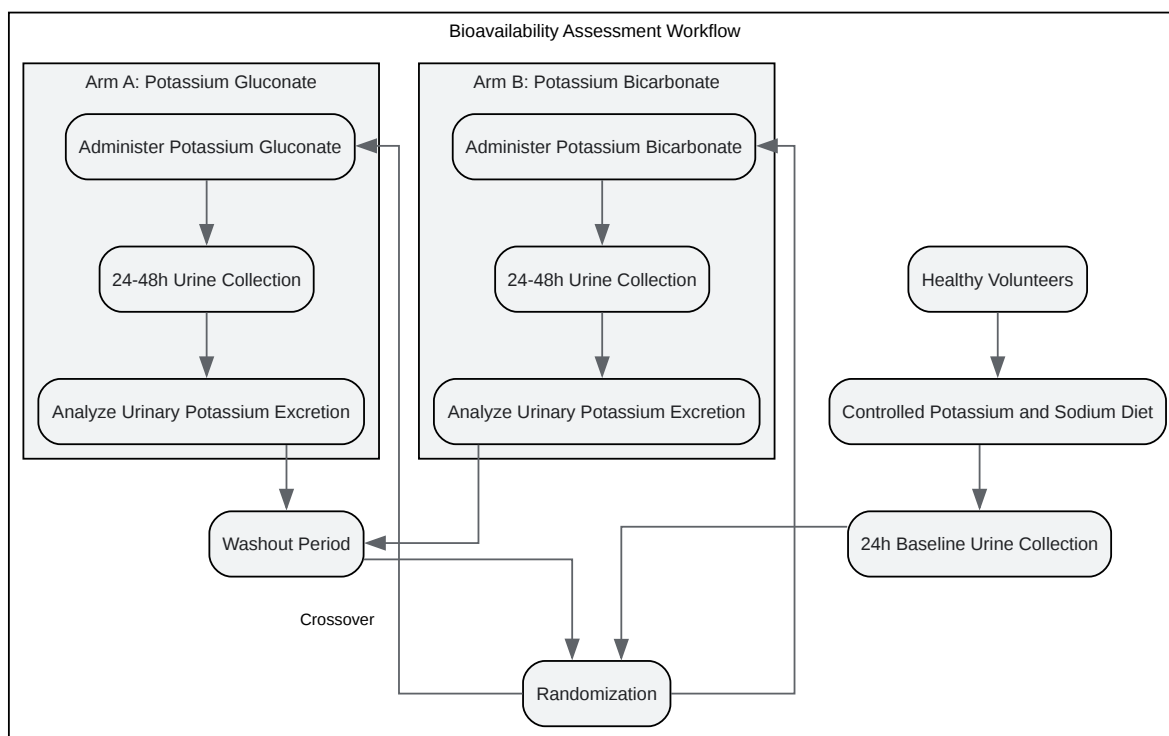 Bioavailability Assessment Workflow
Arm A: Potassium Gluconate
Administer Potassium Gluconate
24-48h Urine Collection
Analyze Urinary Potassium Excretion
Arm B: Potassium Bicarbonate
Administer Potassium Bicarbonate
24-48h Urine Collection
Analyze Urinary Potassium Excretion
Healthy Volunteers
Controlled Potassium and Sodium Diet
24h Baseline Urine Collection
Washout Period
Crossover
Randomization